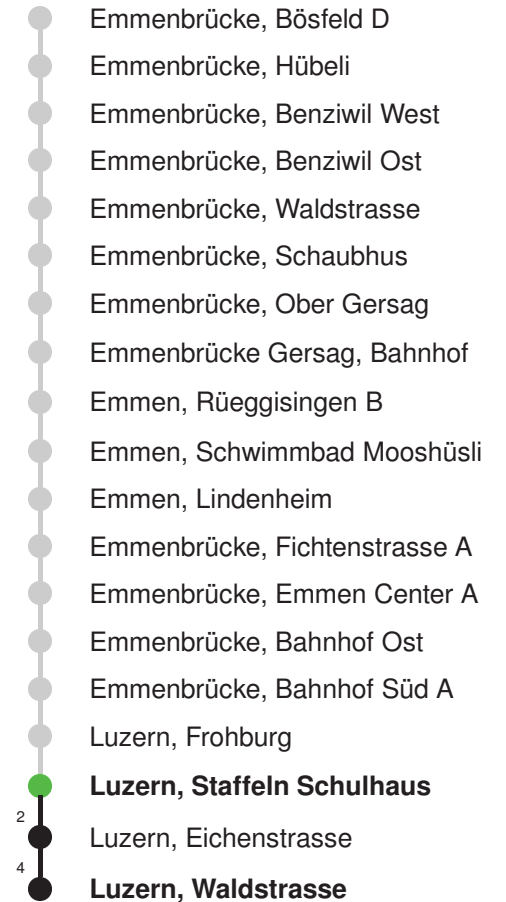 Emmenbrücke, Bösfeld D
Emmenbrücke, Hübeli
Emmenbrücke, Benziwil West
Emmenbrücke, Benziwil Ost
Emmenbrücke, Waldstrasse
Emmenbrücke, Schaubhus
Emmenbrücke, Ober Gersag
Emmenbrücke Gersag, Bahnhof
Emmen, Rüeggisingen B
Emmen, Schwimmbad Mooshüsli
Emmen, Lindenheim
Emmenbrücke, Fichtenstrasse A
Emmenbrücke, Emmen Center A
Emmenbrücke, Bahnhof Ost
Emmenbrücke, Bahnhof Süd A
Luzern, Frohburg
Luzern, Staffeln Schulhaus
2 Luzern, Eichenstrasse
4 Luzern, Waldstrasse